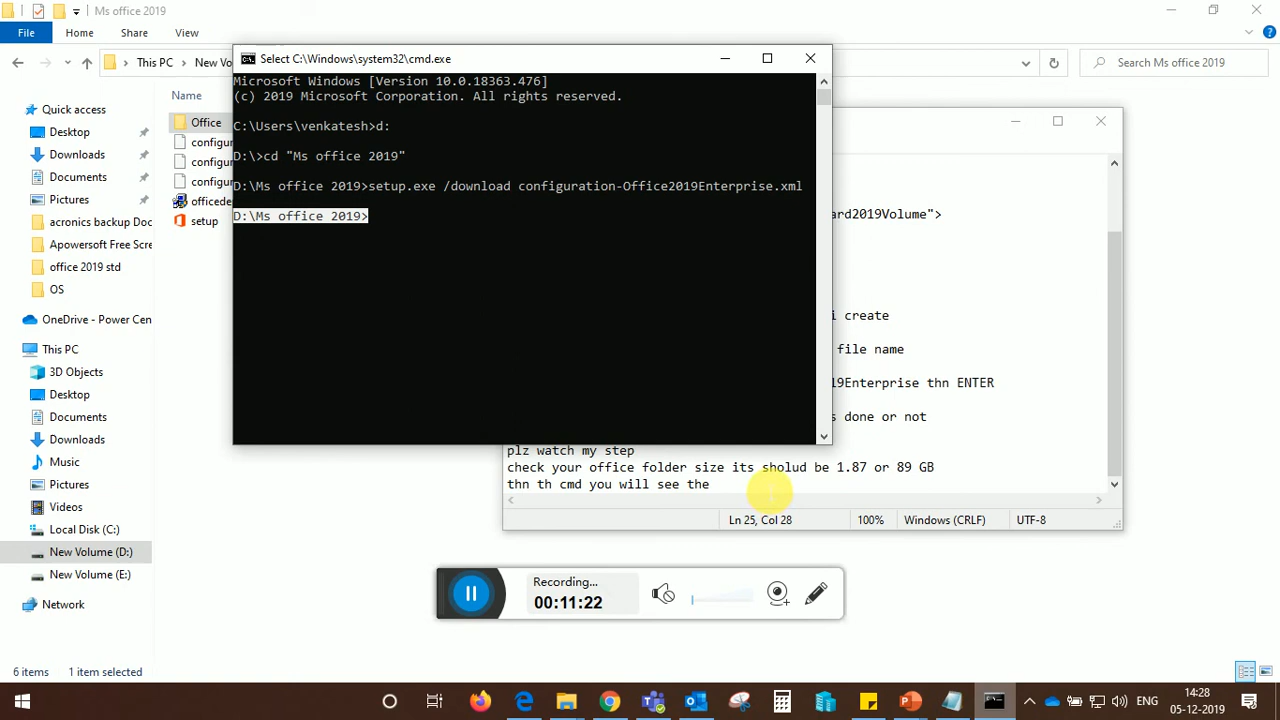 Ms office 2019
File
Home
Share
View
This PC
New Vo
Search Ms office 2019
Quick access
Desktop
Downloads
Documents
Pictures
acronics backup Doc
Apowersoft Free Scre
office 2019 std
OS
OneDrive - Power Cen
This PC
3D Objects
Desktop
Documents
Downloads
Music
Pictures
Videos
Local Disk (C:)
New Volume (D:)
New Volume (E:)
Network
6 items
1 item selected
Name
Office
configur
configur
configur
officede
setup
Select C:\Windows\system32\cmd.exe
Microsoft Windows [Version 10.0.18363.476]
(c) 2019 Microsoft Corporation. All rights reserved.
C:\Users\venkatesh>d:
D:\>cd "Ms office 2019"
D:\Ms office 2019>setup.exe /download configuration-Office2019Enterprise.xml
D:\Ms office 2019>
ard2019Volume">
i create
file name
19Enterprise thn ENTER
s done or not
plz watch my step
check your office folder size its sholud be 1.87 or 89 GB
thn th cmd you will see the
Ln 25, Col 28
100%
Windows (CRLF)
UTF-8
Recording...
00:11:22
ENG
14:28
05-12-2019